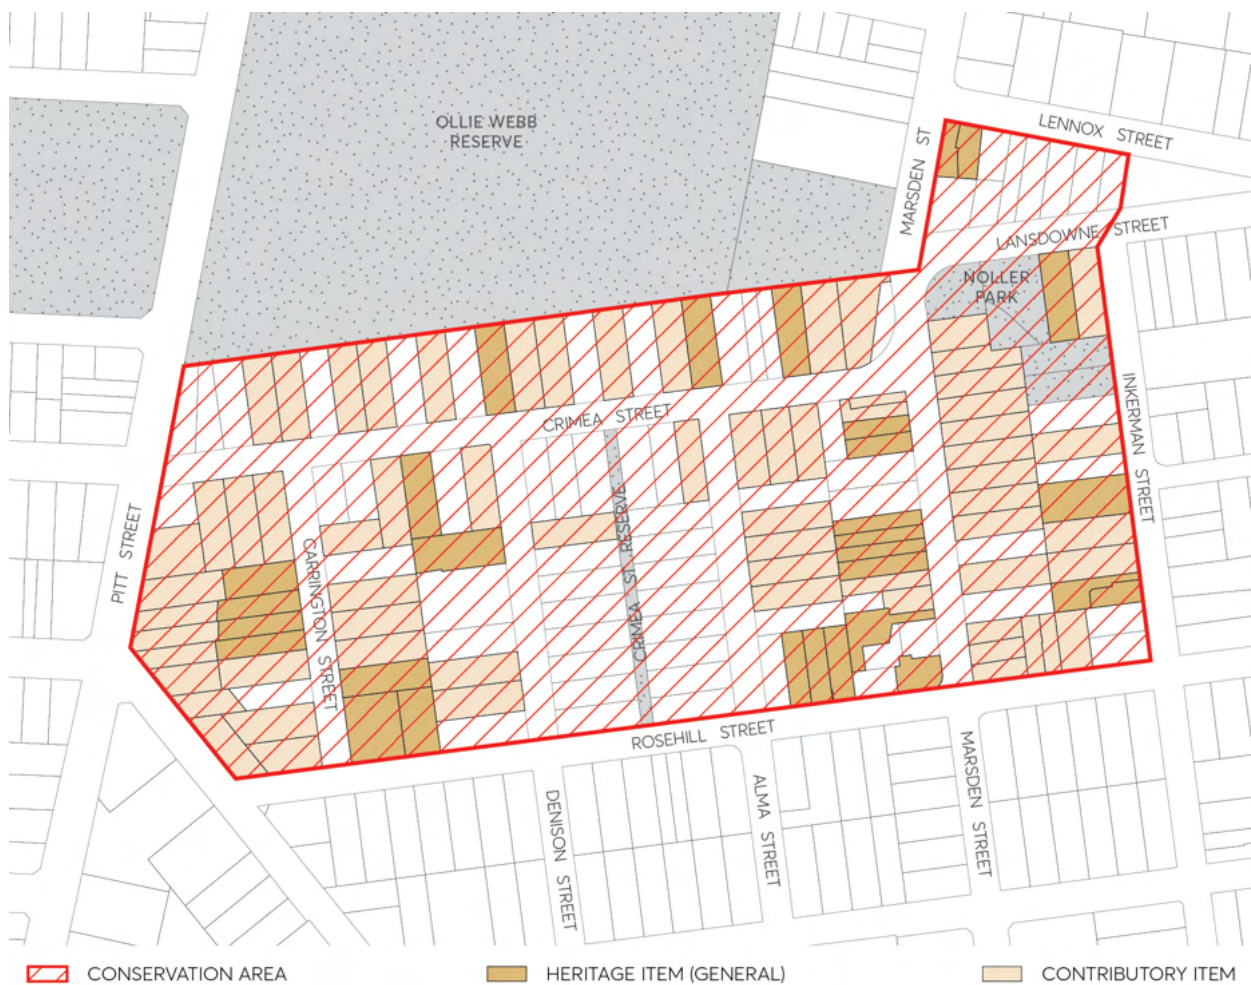 OLLIE WEBB
RESERVE
LENNOX STREET
MARSDEN ST
LANSDOWNE STREET
NOLLER
PARK
INKERMAN STREET
CRIMEA STREET
CRIMEA ST RESERVE
PITT STREET
CARRINGTON STREET
ROSEHILL STREET
DENISON STREET
ALMA STREET
MARSDEN STREET
CONSERVATION AREA
HERITAGE ITEM (GENERAL)
CONTRIBUTORY ITEM